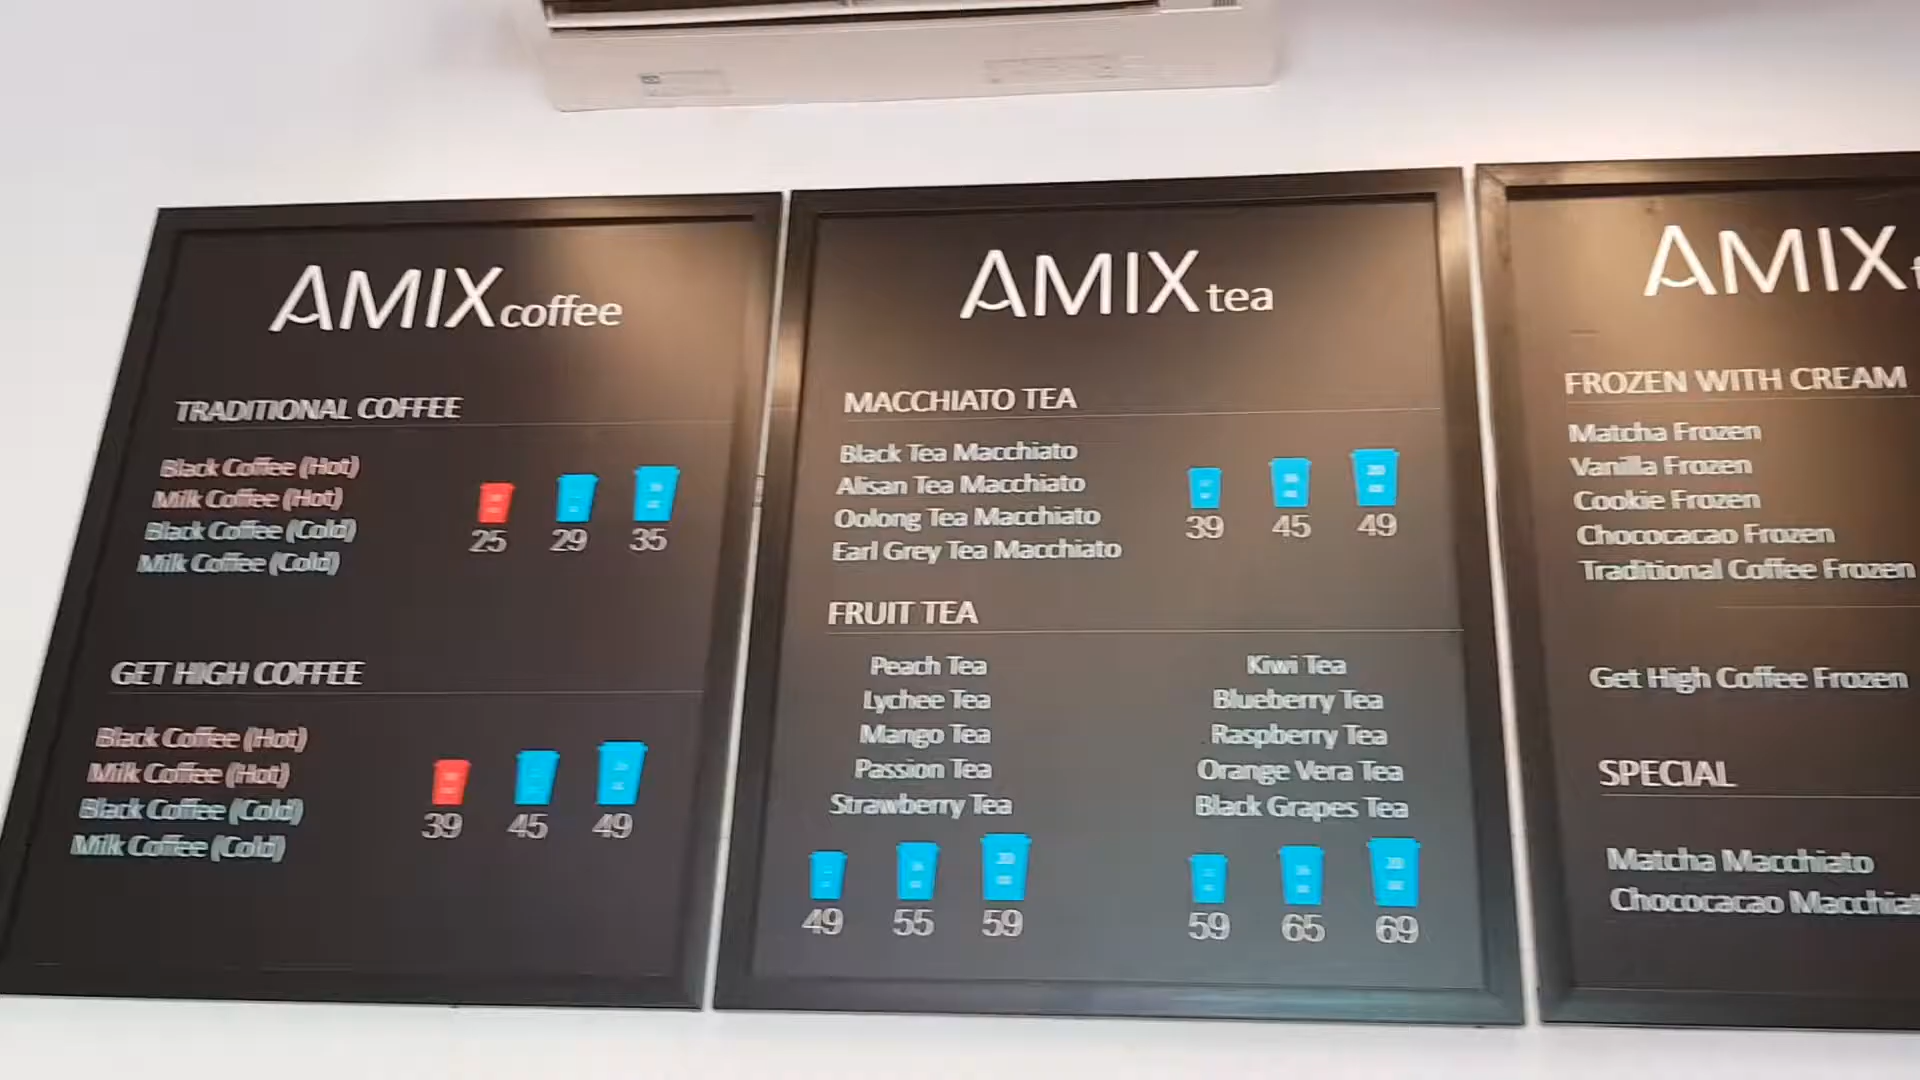 AMIX coffee
TRADITIONAL COFFEE
Black Coffee (Hot)
Milk Coffee (Hot)
Black Coffee (Cold)
Milk Coffee (Cold)
25 29 35
GET HIGH COFFEE
Black Coffee (Hot)
Milk Coffee (Hot)
Black Coffee (Cold)
Milk Coffee (Cold)
39 45 49
AMIX tea
MACCHIATO TEA
Black Tea Macchiato
Alisan Tea Macchiato
Oolong Tea Macchiato
Earl Grey Tea Macchiato
39 45 49
FRUIT TEA
Peach Tea
Lychee Tea
Mango Tea
Passion Tea
Strawberry Tea
49 55 59
Kiwi Tea
Blueberry Tea
Raspberry Tea
Orange Vera Tea
Black Grapes Tea
59 65 69
AMIX
FROZEN WITH CREAM
Matcha Frozen
Vanilla Frozen
Cookie Frozen
Chococacao Frozen
Traditional Coffee Frozen
Get High Coffee Frozen
SPECIAL
Matcha Macchiato
Chococacao Macchiat